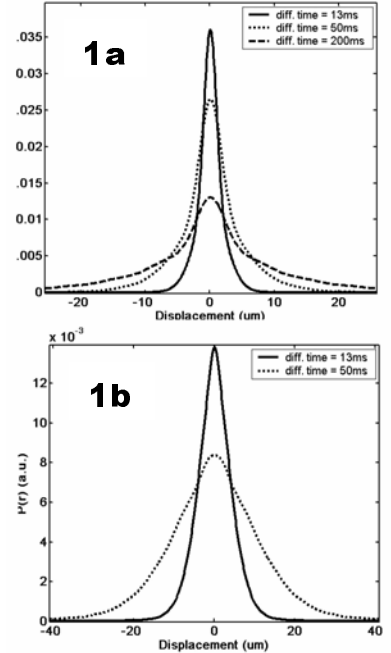 1a
diff. time = 13ms
diff. time = 50ms
diff. time = 200ms
.035
0.03
.025
0.02
.015
0.01
.005
0
-20 -10 0 10 20
Displacement (um)
x 10⁻³
1b
diff. time = 13ms
diff. time = 50ms
14
12
10
8
6
4
2
0
P(r) (a.u.)
-40 -20 0 20 40
Displacement (um)